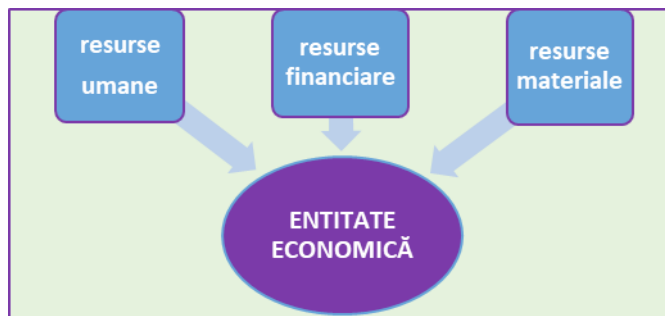 resurse
umane
resurse
financiare
resurse
materiale
ENTITATE
ECONOMICĂ